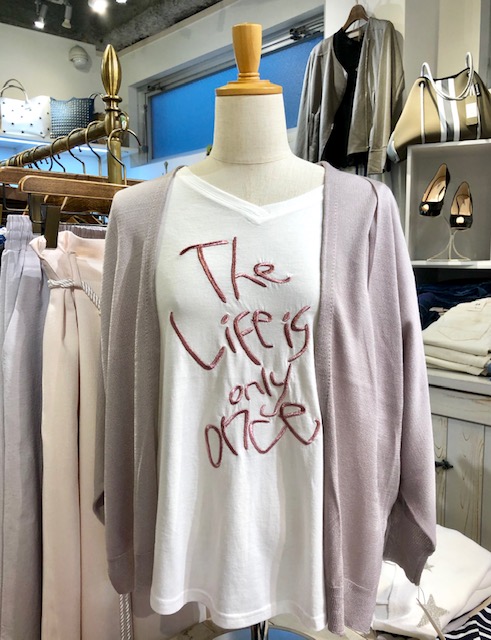 The
Life is
only
once